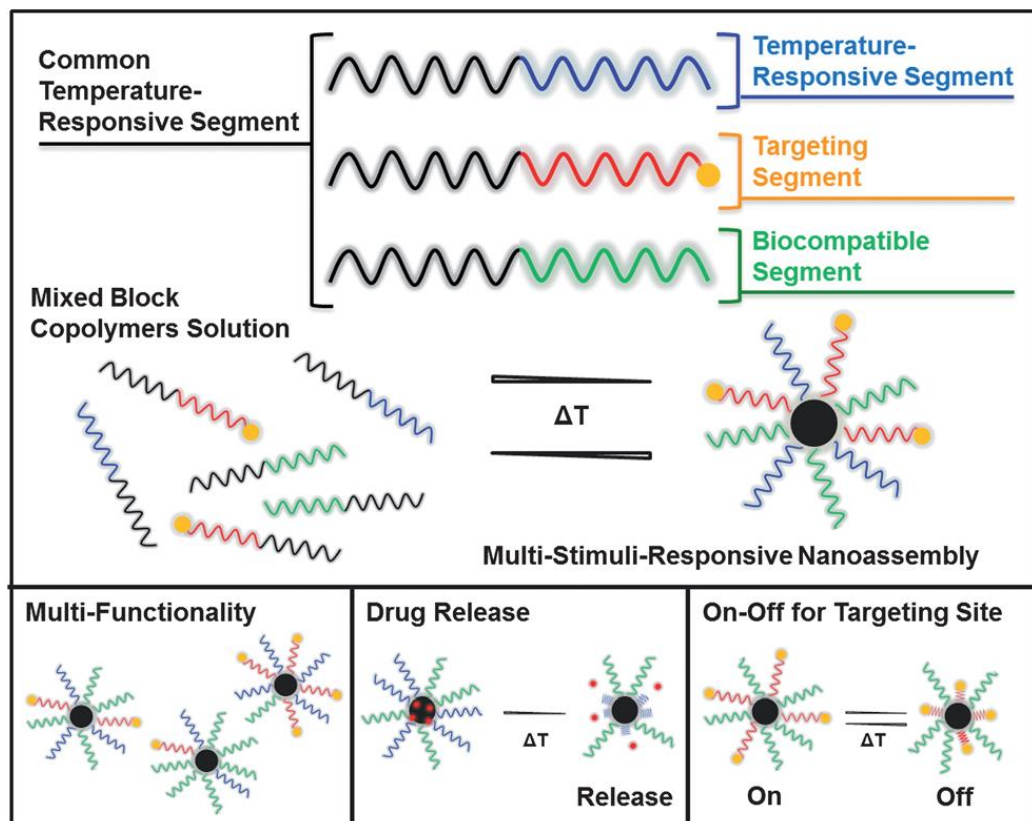 Common
Temperature-
Responsive Segment
Temperature-
Responsive Segment
Targeting
Segment
Biocompatible
Segment
Mixed Block
Copolymers Solution
ΔT
Multi-Stimuli-Responsive Nanoassembly
Multi-Functionality
Drug Release
ΔT
Release
On-Off for Targeting Site
ΔT
On
Off